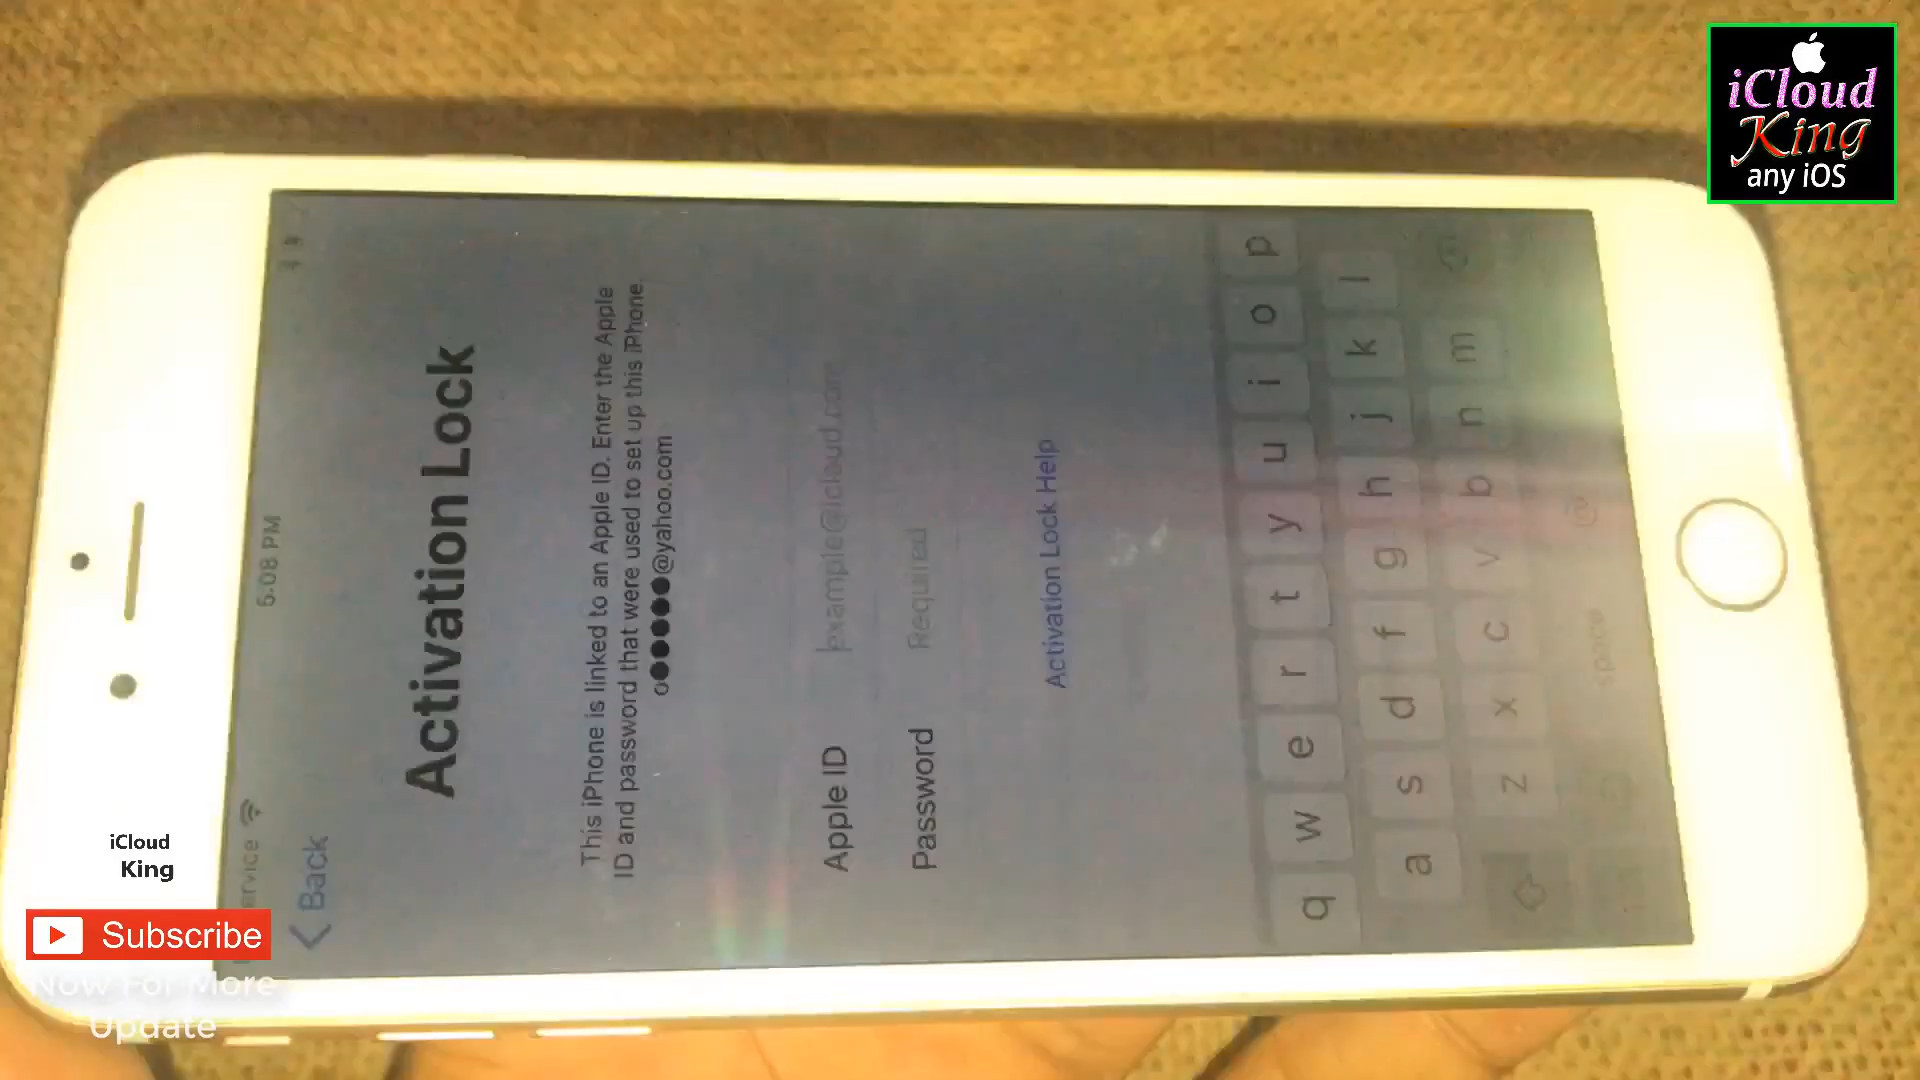 iCloud
King
any iOS
5:08 PM
Back
Activation Lock
This iPhone is linked to an Apple ID. Enter the Apple
ID and password that were used to set up this iPhone.
o●●●●●@yahoo.com
Apple ID example@icloud.com
Password Required
Activation Lock Help
q w e r t y u i o p
a s d f g h j k l
z x c v b n m
@
space
iCloud
King
Subscribe
Now For More
Update